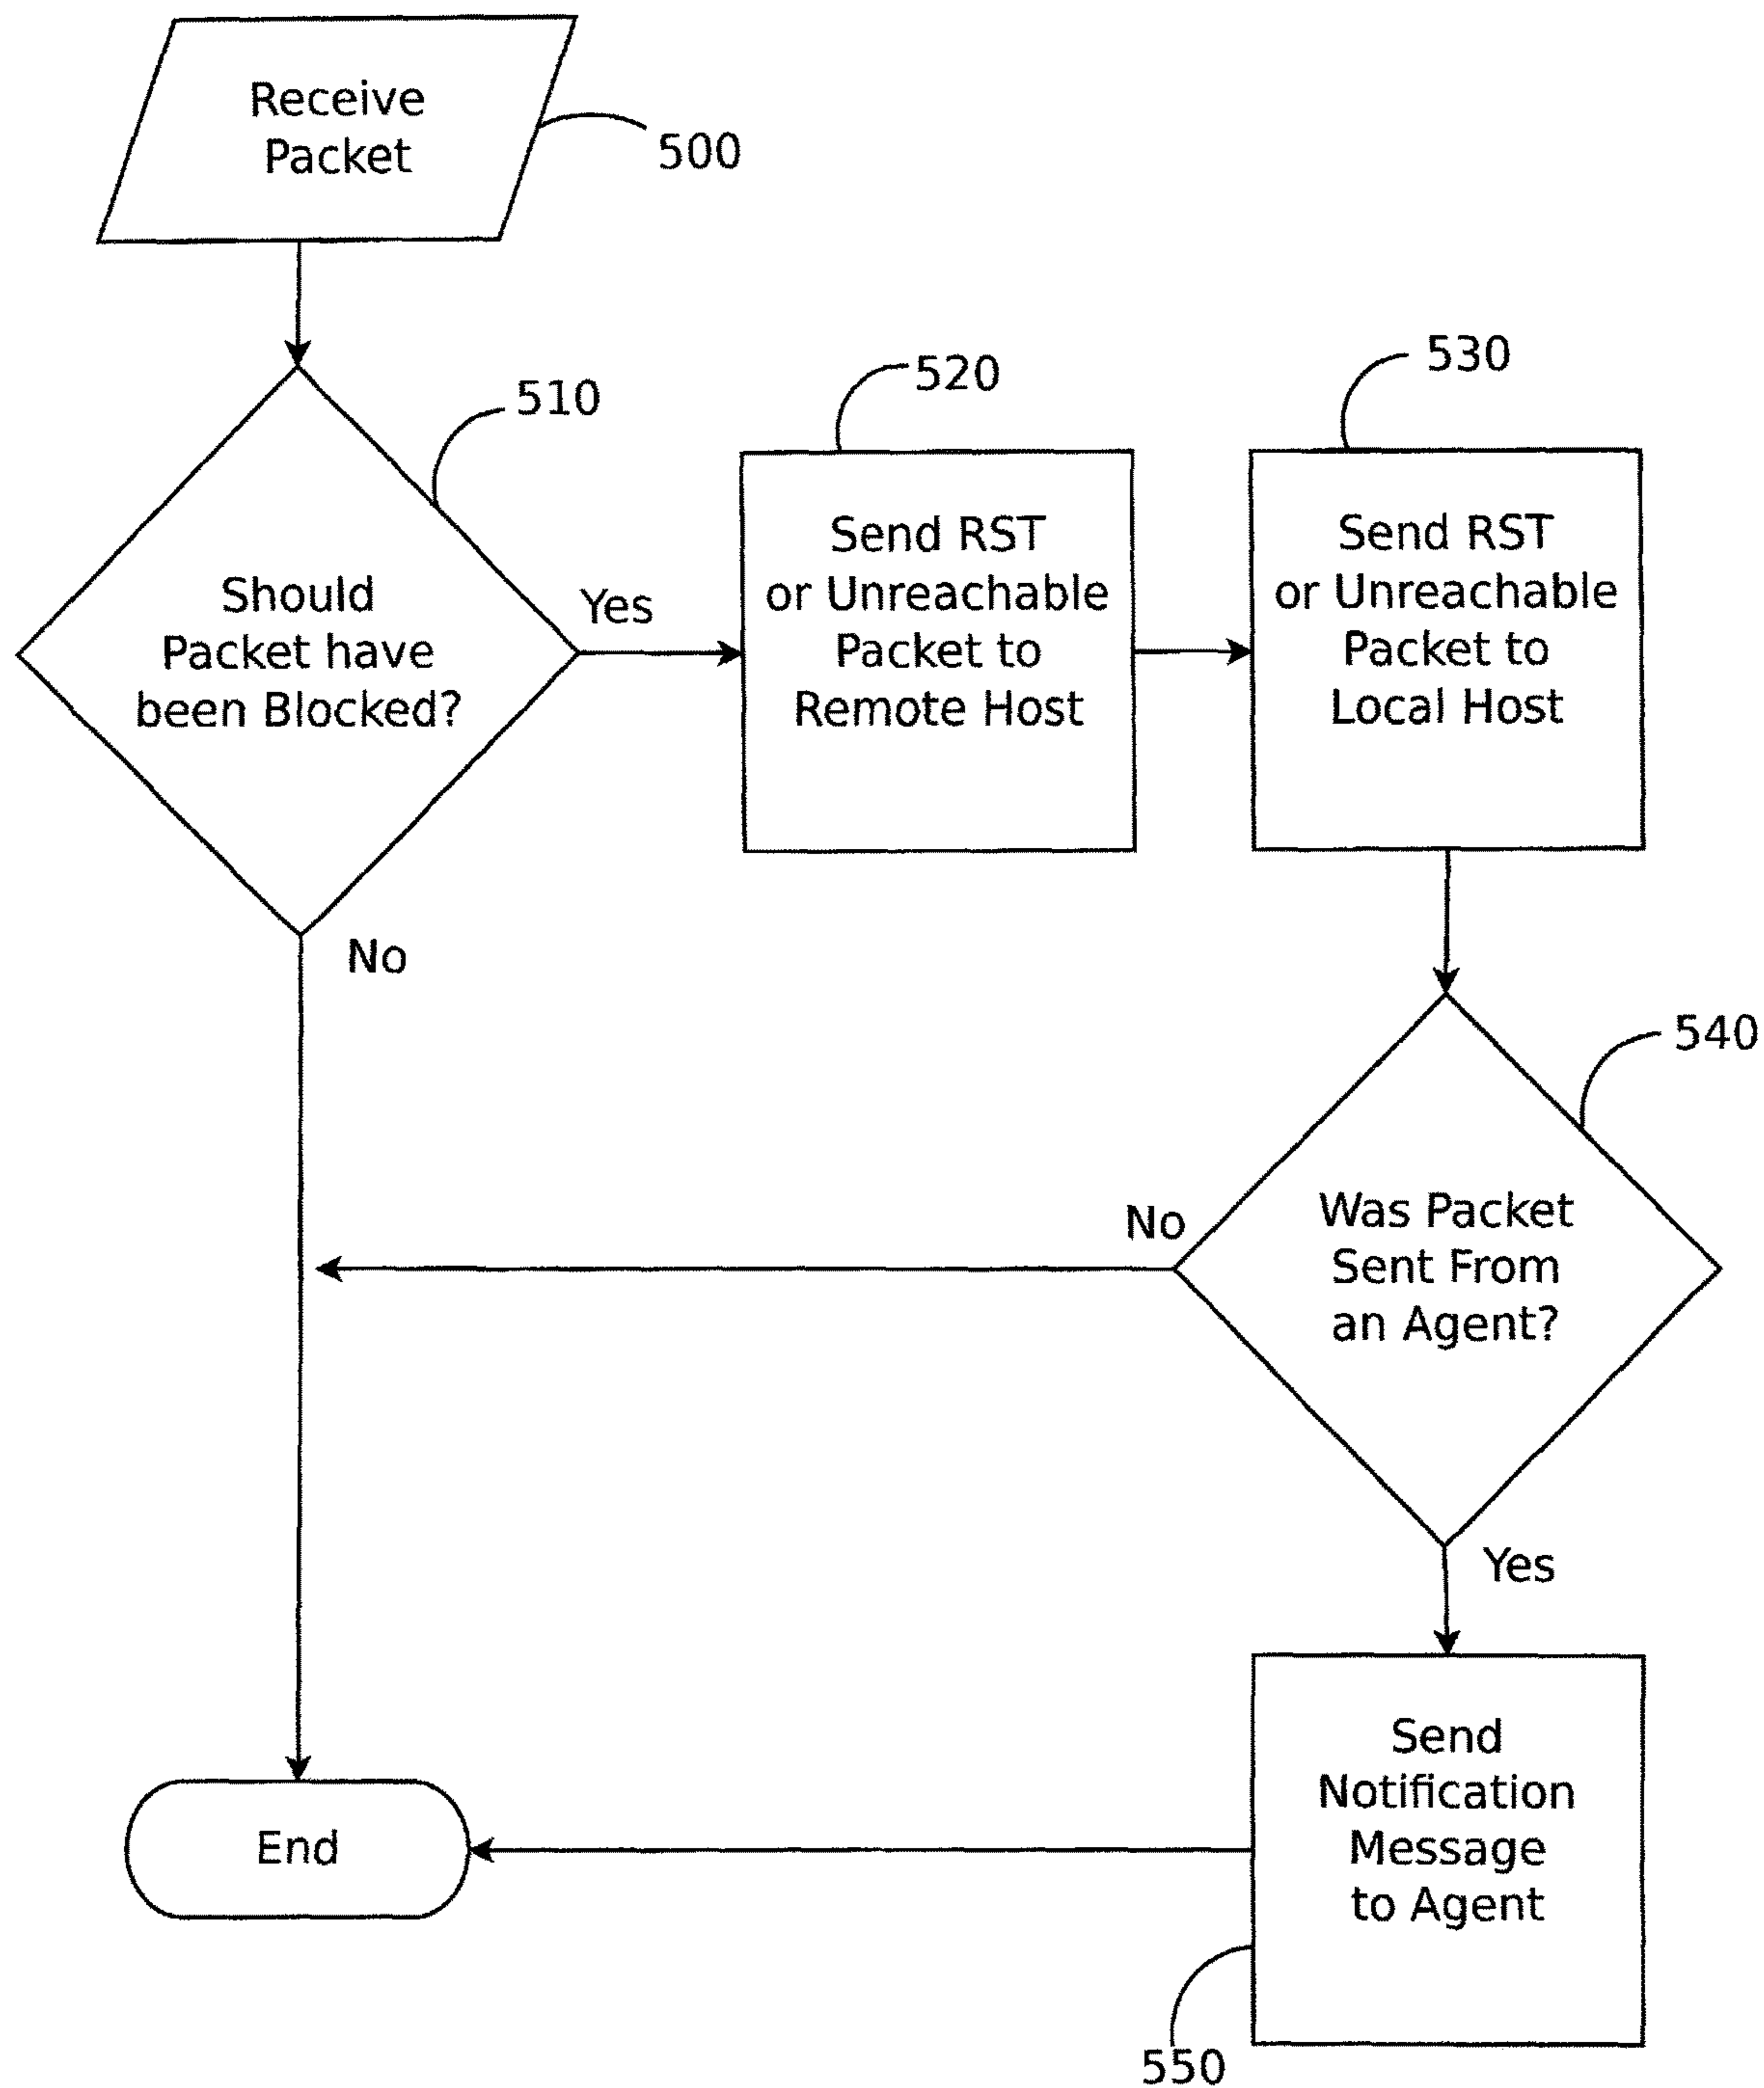 Receive
Packet
500
510
Should
Packet have
been Blocked?
Yes
No
520
Send RST
or Unreachable
Packet to
Remote Host
530
Send RST
or Unreachable
Packet to
Local Host
540
Was Packet
Sent From
an Agent?
No
Yes
Send
Notification
Message
to Agent
550
End